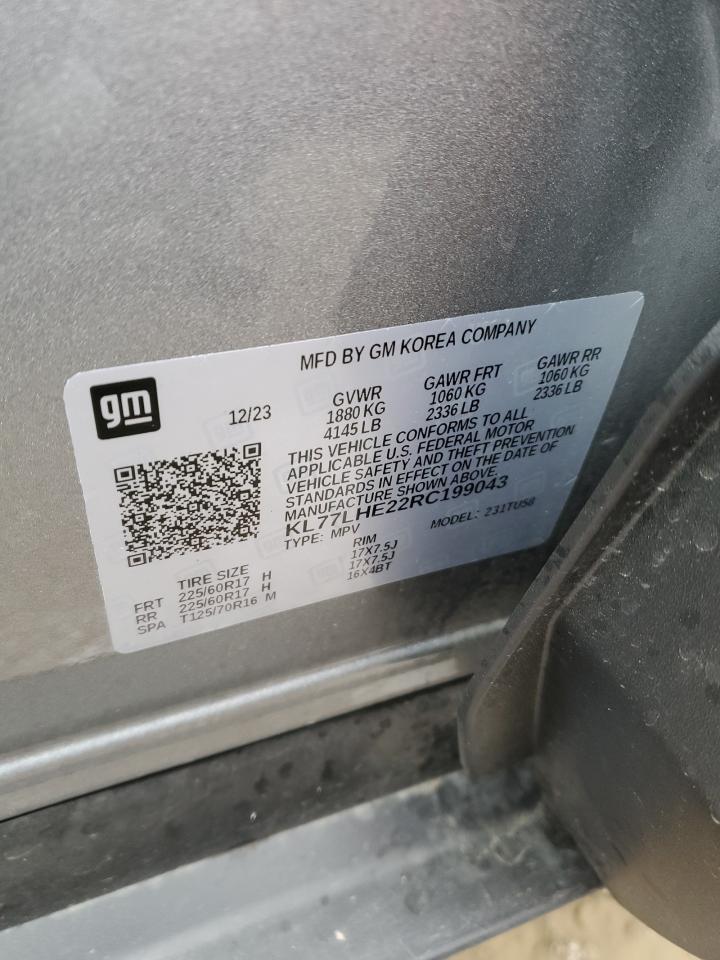 MFD BY GM KOREA COMPANY
gm
12/23
GVWR
1880 KG
4145 LB
GAWR FRT
1060 KG
2336 LB
GAWR RR
1060 KG
2336 LB
THIS VEHICLE CONFORMS TO ALL
APPLICABLE U.S. FEDERAL MOTOR
VEHICLE SAFETY AND THEFT PREVENTION
STANDARDS IN EFFECT ON THE DATE OF
MANUFACTURE SHOWN ABOVE.
KL77LHE22RC199043
TYPE: MPV MODEL: 231TU58
TIRE SIZE RIM
FRT 225/60R17 H 17X7.5J
RR 225/60R17 H 17X7.5J
SPA T125/70R16 M 16X4BT